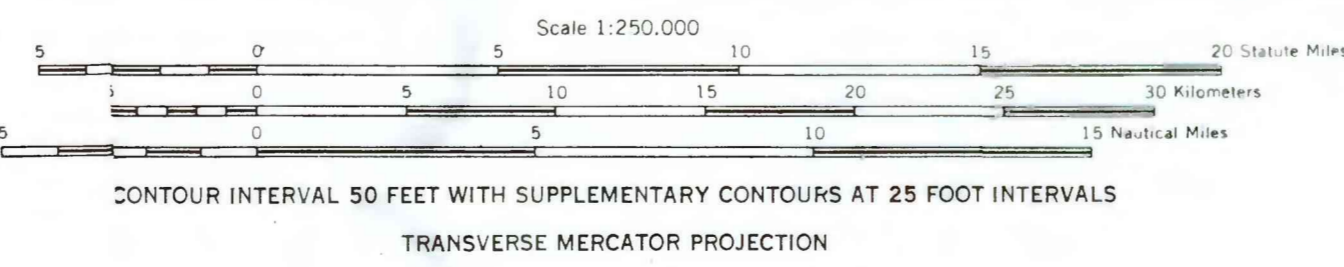 Scale 1:250.000
5 0 5 10 15 20 Statute Miles
5 0 5 10 15 20 25 30 Kilometers
5 0 5 10 15 Nautical Miles
CONTOUR INTERVAL 50 FEET WITH SUPPLEMENTARY CONTOURS AT 25 FOOT INTERVALS
TRANSVERSE MERCATOR PROJECTION